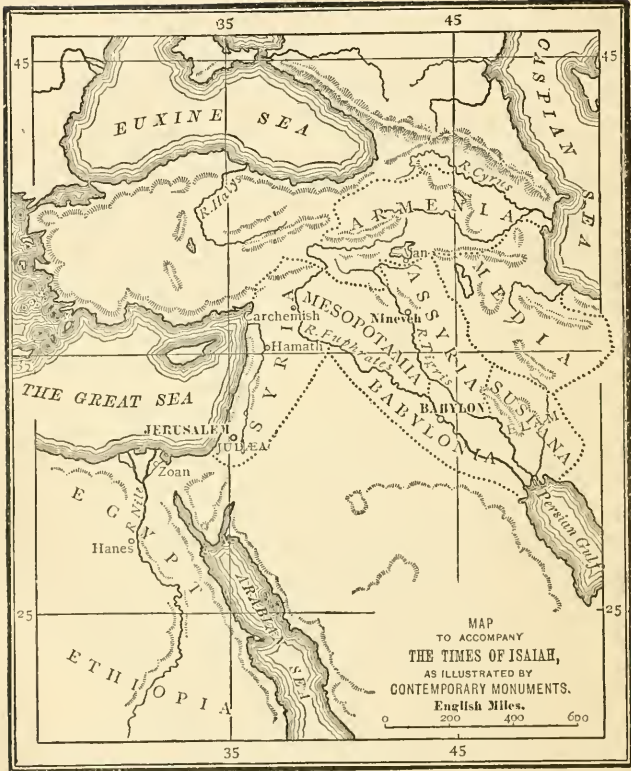 35
45
45
45
EUXINE SEA
CASPIAN SEA
R. Halys
R. Cyrus
ARMENIA
Van
MEDIA
ASSYRIA
Carchemish
MESOPOTAMIA
Nineveh
R. Tigris
Hamath
R. Euphrates
SYRIA
SUSIANA
THE GREAT SEA
BABYLON
BABYLONIA
JERUSALEM
JUDÆA
Zoan
Persian Gulf
EGYPT
R. Nile
Hanes
ARABIAN SEA
25
25
ETHIOPIA
MAP
TO ACCOMPANY
THE TIMES OF ISAIAH,
AS ILLUSTRATED BY
CONTEMPORARY MONUMENTS.
English Miles.
0 200 400 600
35
45